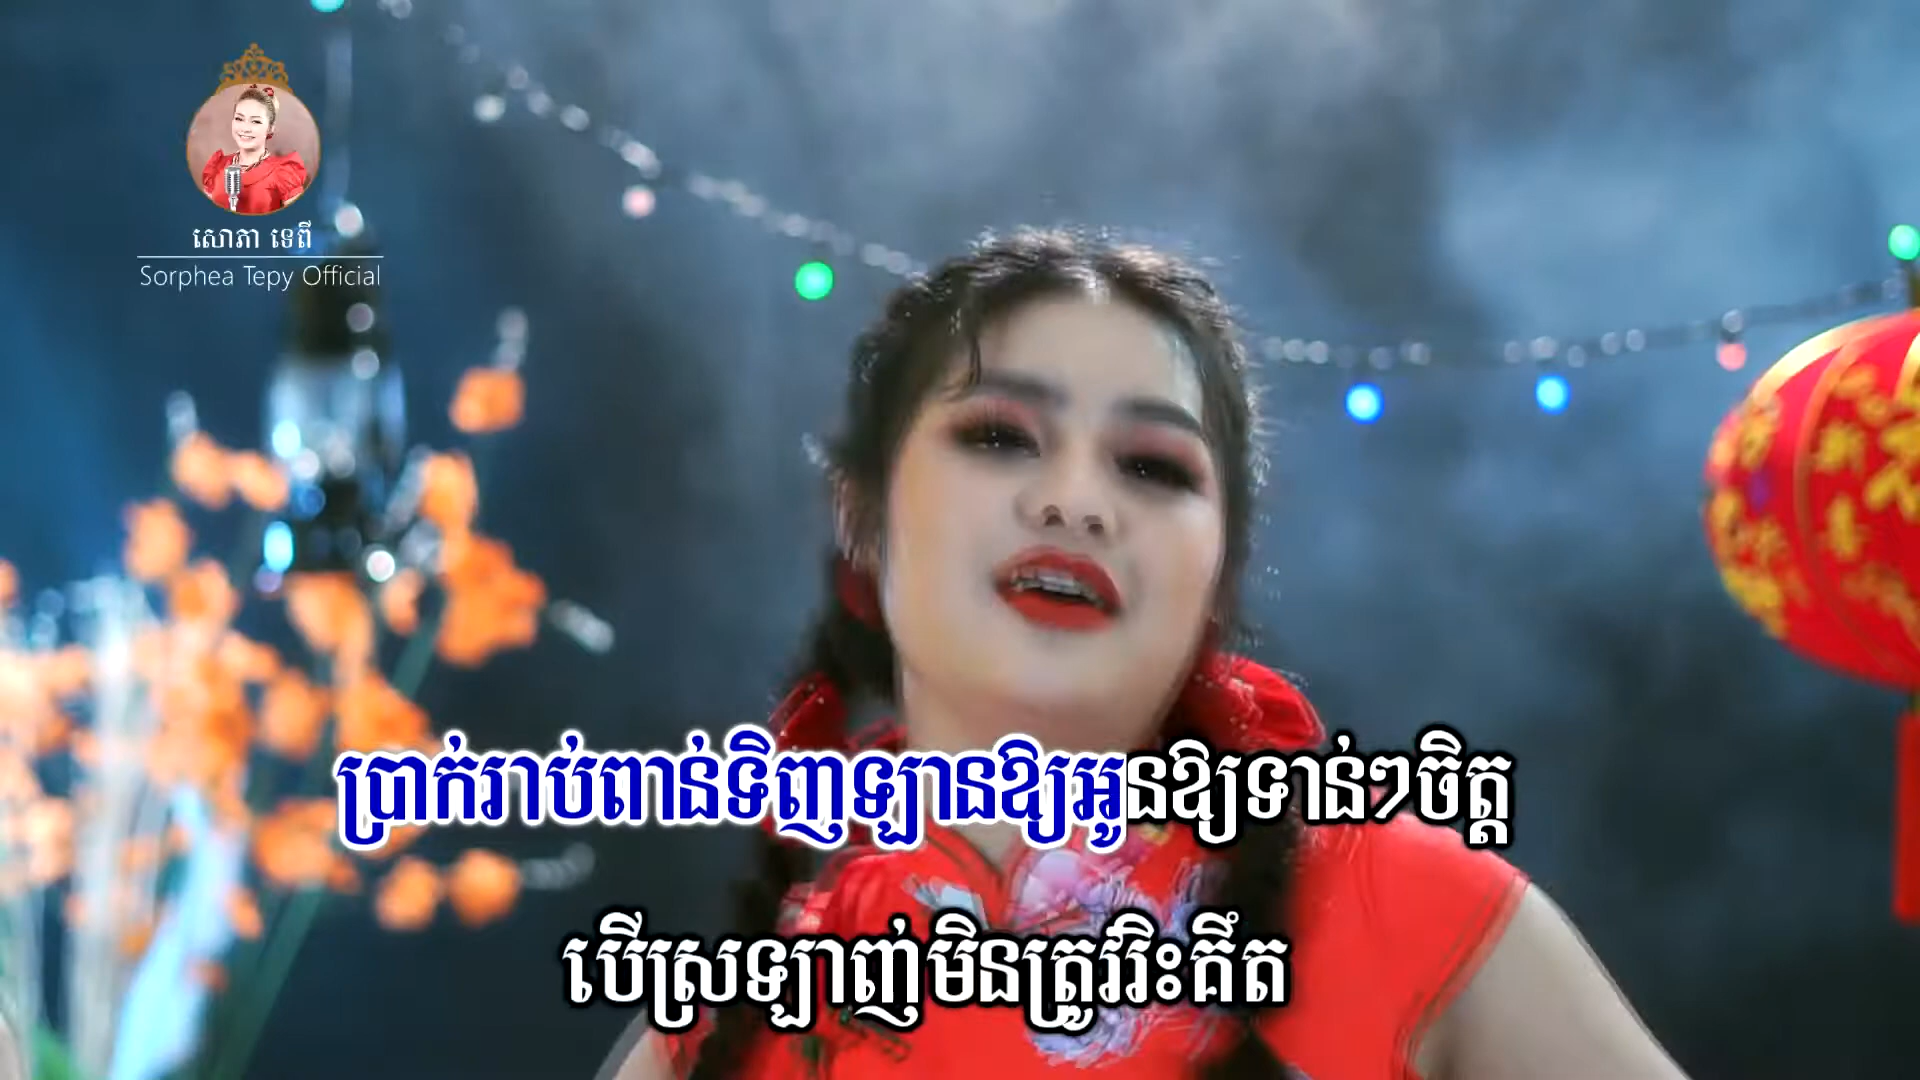 សោភា ទេពី
Sorphea Tepy Official
ប្រាក់រាប់ពាន់ទិញឡានឱ្យអូនឱ្យទាន់ៗចិត្ត
បើស្រឡាញ់មិនត្រូវរិះគឹត